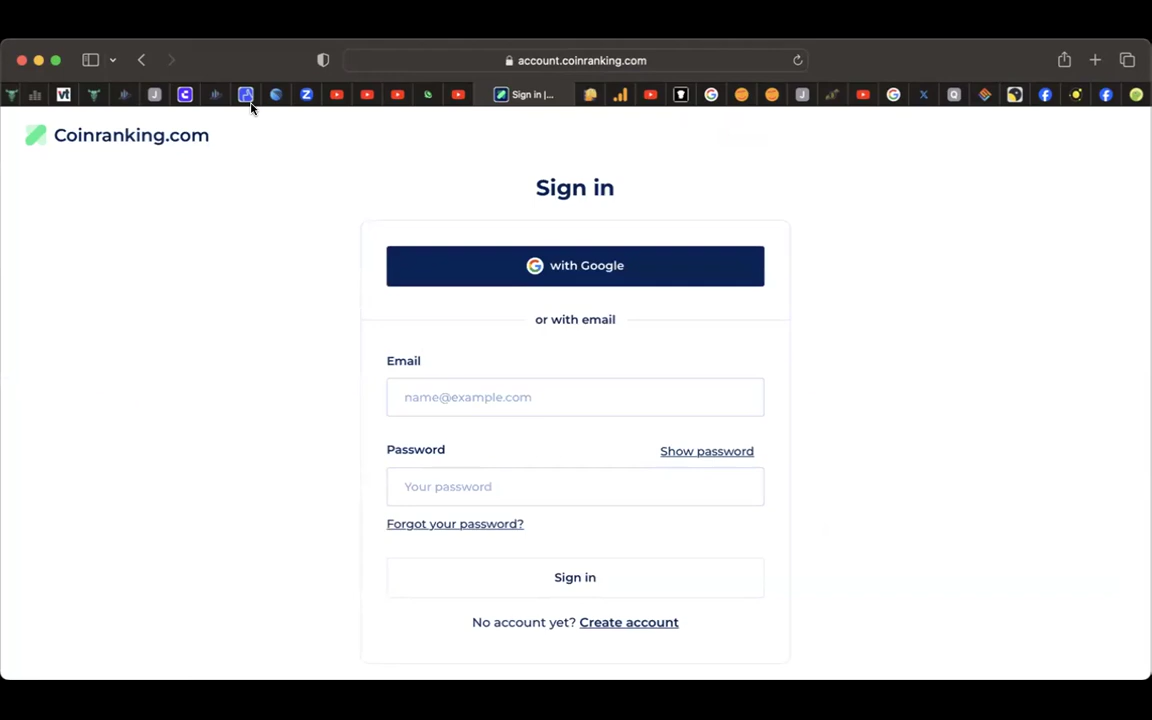 account.coinranking.com
Sign in |...
Coinranking.com
Sign in
with Google
or with email
Email
name@example.com
Password
Show password
Your password
Forgot your password?
Sign in
No account yet? Create account